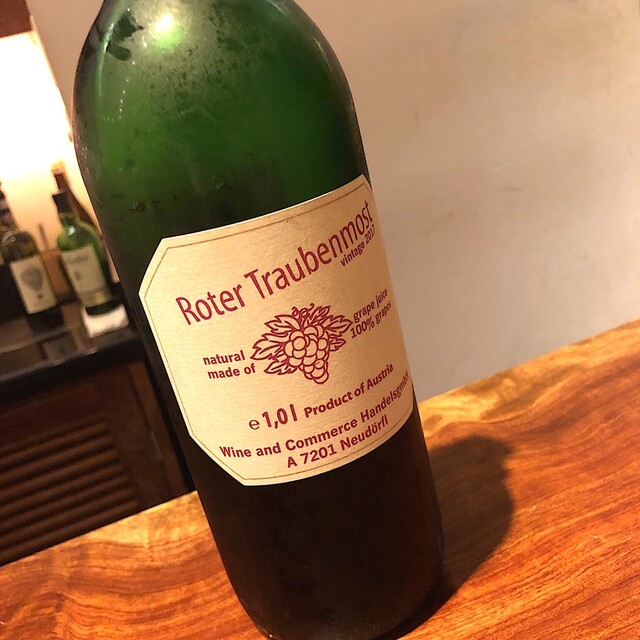 Roter Traubenmost
vintage 2017
natural
made of
grape juice
100% grapes
e 1,0 l Product of Austria
Wine and Commerce HandelsgmbH
A 7201 Neudörfl